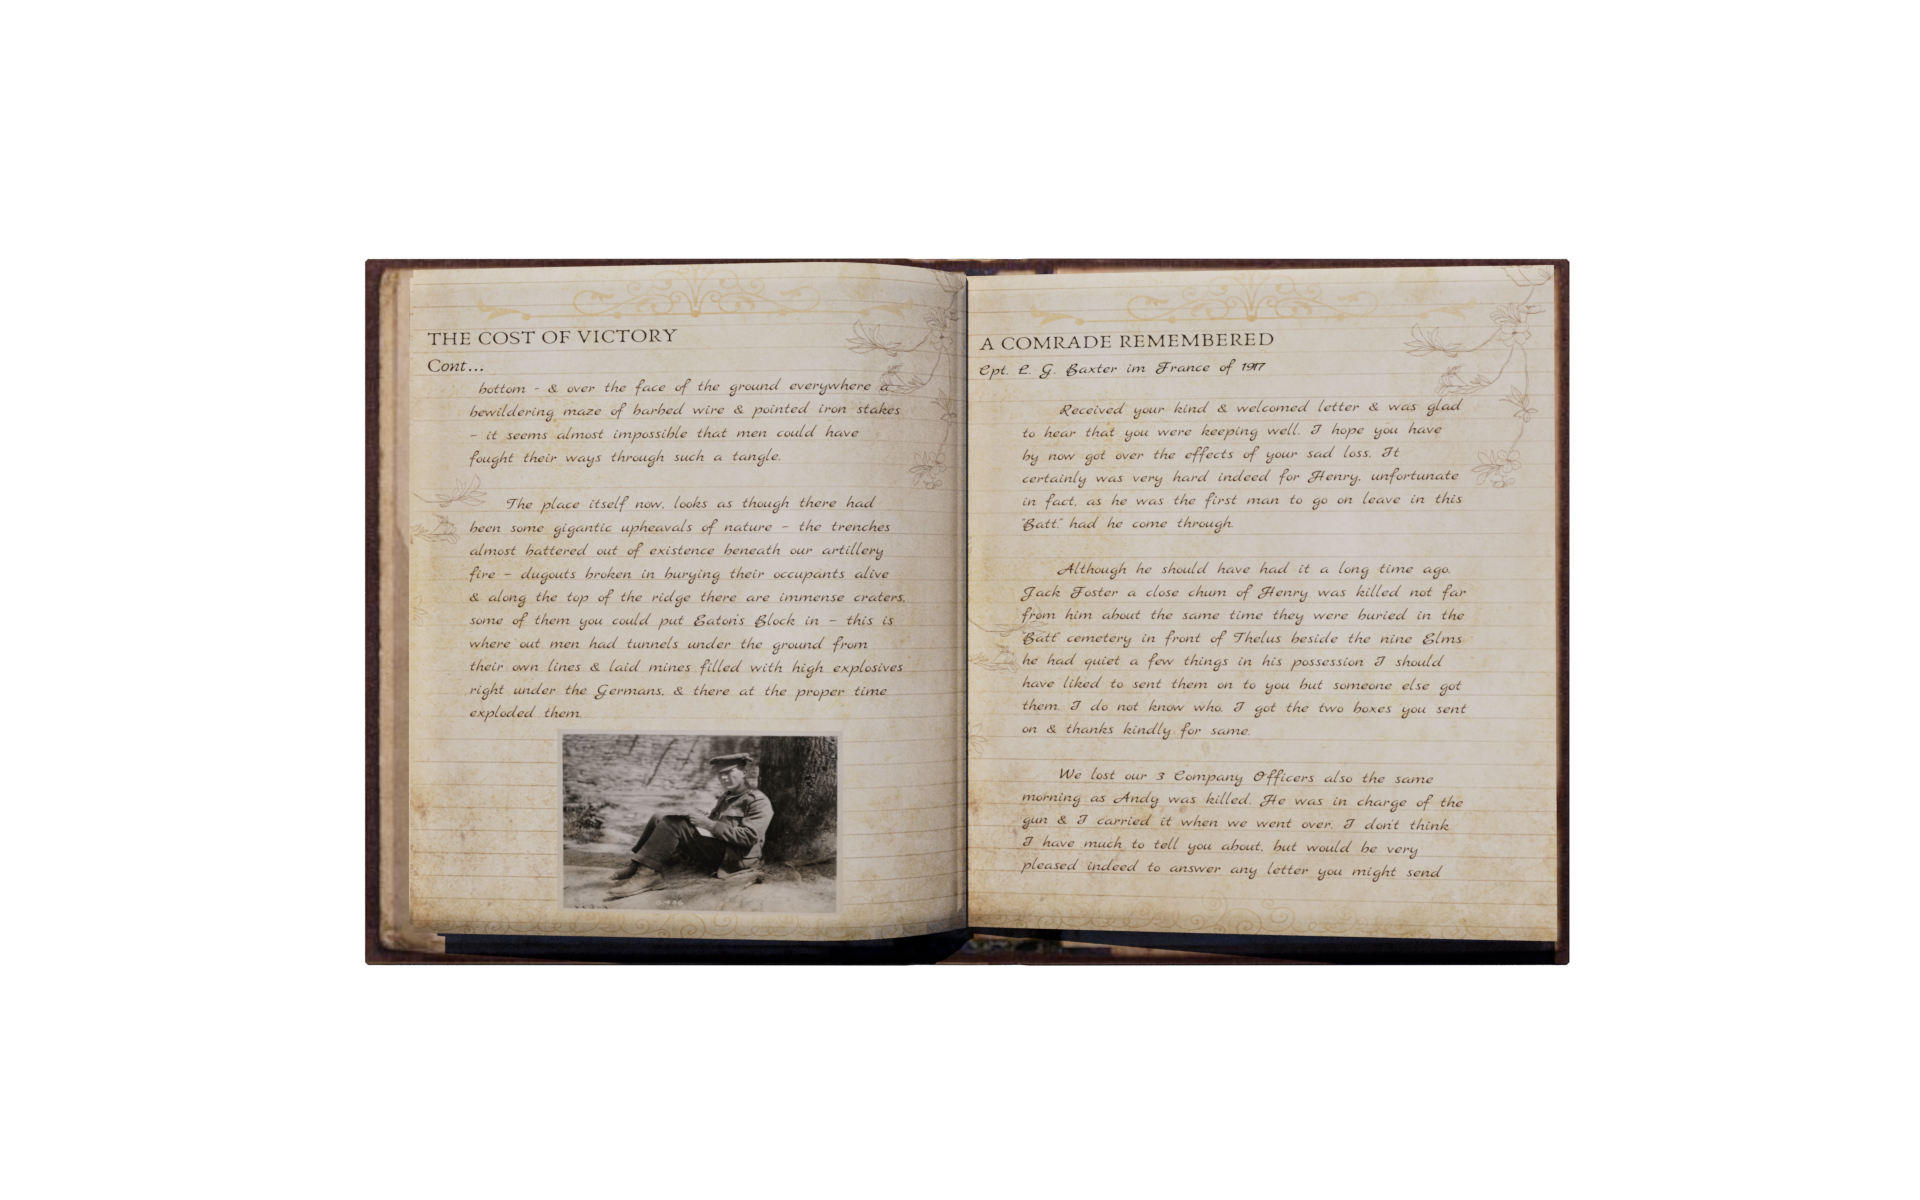 THE COST OF VICTORY
Cont...
bottom - & over the face of the ground everywhere a
bewildering maze of barbed wire & pointed iron stakes
- it seems almost impossible that men could have
fought their ways through such a tangle.
The place itself now, looks as though there had
been some gigantic upheavals of nature - the trenches
almost battered out of existence beneath our artillery
fire - dugouts broken in burying their occupants alive
& along the top of the ridge there are immense craters,
some of them you could put Eaton's Block in - this is
where out men had tunnels under the ground from
their own lines & laid mines filled with high explosives
right under the Germans, & there at the proper time
exploded them.
A COMRADE REMEMBERED
Cpt. L. G. Baxter im France of 1917
Received your kind & welcomed letter & was glad
to hear that you were keeping well. I hope you have
by now got over the effects of your sad loss. It
certainly was very hard indeed for Henry, unfortunate
in fact, as he was the first man to go on leave in this
"Batt." had he come through.
Although he should have had it a long time ago.
Jack Foster a close chum of Henry was killed not far
from him about the same time they were buried in the
"Batt" cemetery in front of Thelus beside the nine Elms
he had quiet a few things in his possession I should
have liked to sent them on to you but someone else got
them. I do not know who. I got the two boxes you sent
on & thanks kindly for same.
We lost our 3 Company Officers also the same
morning as Andy was killed. He was in charge of the
gun & I carried it when we went over. I don't think
I have much to tell you about, but would be very
pleased indeed to answer any letter you might send